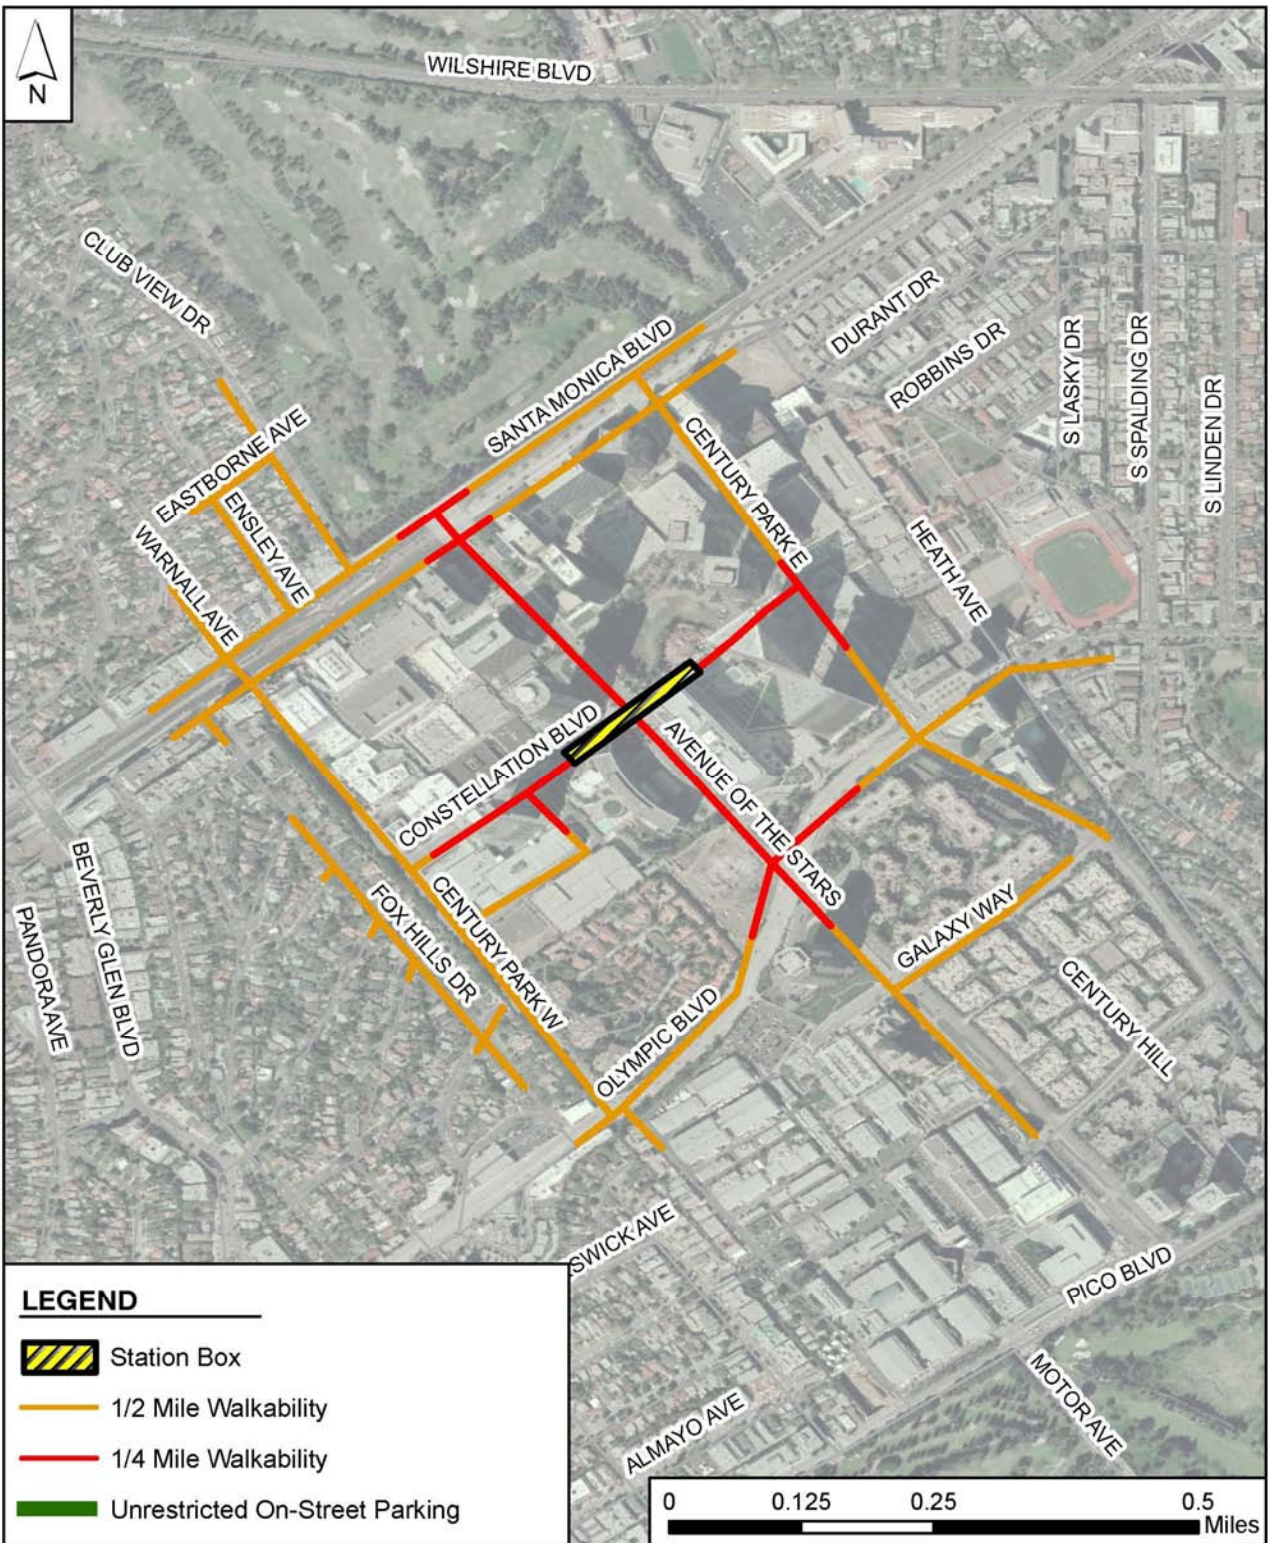 N
WILSHIRE BLVD
CLUB VIEW DR
SANTA MONICA BLVD
DURANT DR
ROBBINS DR
S LASKY DR
S SPALDING DR
S LINDEN DR
EASTBORNE AVE
ENSLEY AVE
WARNALL AVE
CENTURY PARK E
HEATH AVE
CONSTELLATION BLVD
AVENUE OF THE STARS
BEVERLY GLEN BLVD
PANDORA AVE
FOX HILLS DR
CENTURY PARK W
GALAXY WAY
CENTURY HILL
OLYMPIC BLVD
SWICK AVE
PICO BLVD
MOTOR AVE
ALMAYO AVE
LEGEND
Station Box
1/2 Mile Walkability
1/4 Mile Walkability
Unrestricted On-Street Parking
0 0.125 0.25 0.5
Miles